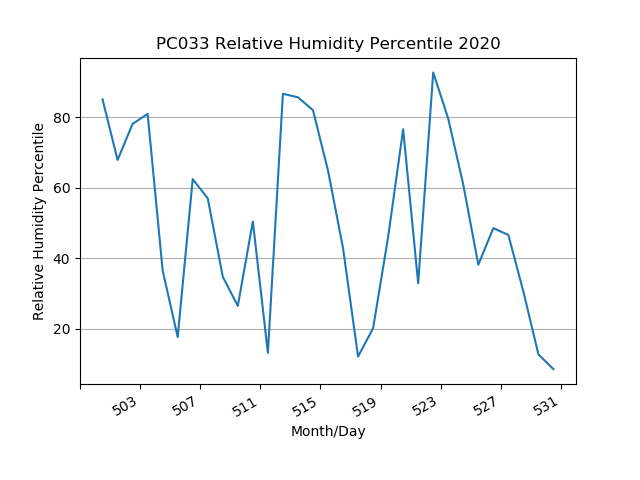 PC033 Relative Humidity Percentile 2020
Relative Humidity Percentile
80
60
40
20
503 507 511 515 519 523 527 531
Month/Day